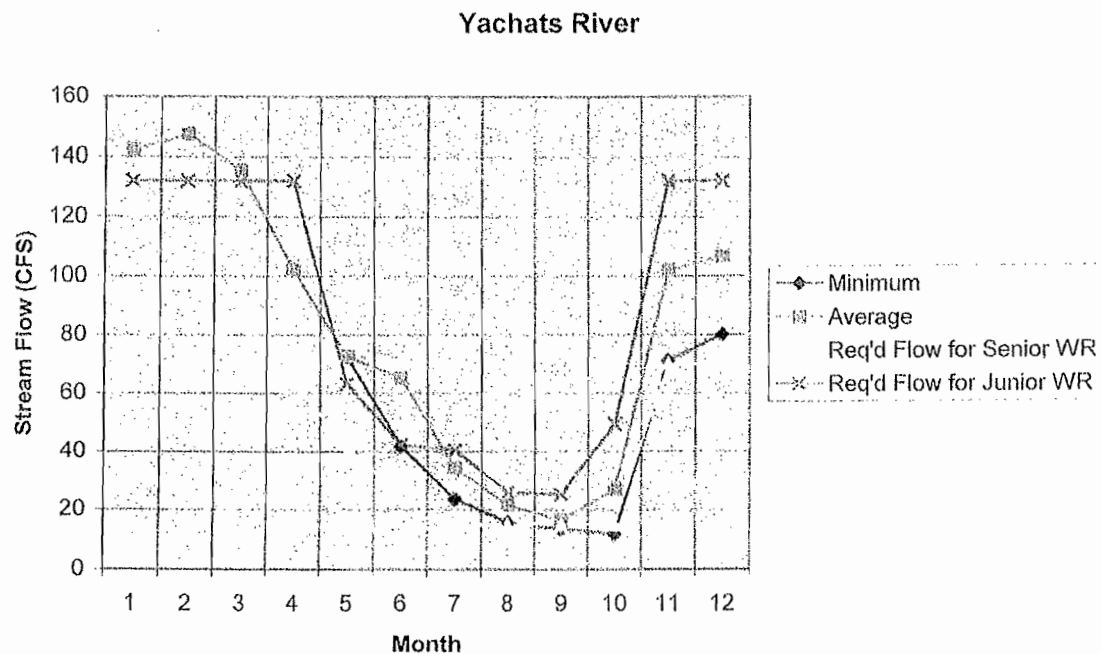 Yachats River
160
140
120
100
80
60
40
20
0
Stream Flow (CFS)
1 2 3 4 5 6 7 8 9 10 11 12
Month
Minimum
Average
Req'd Flow for Senior WR
Req'd Flow for Junior WR